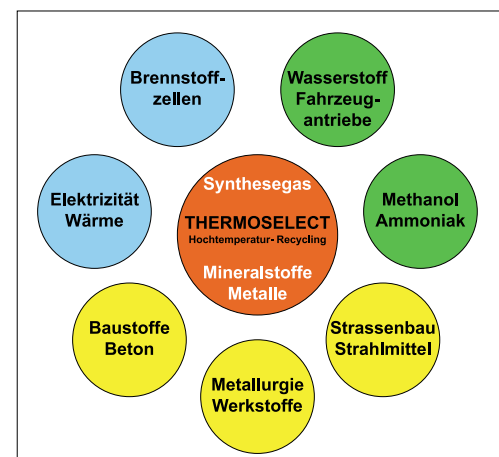 Brennstoff-
zellen
Wasserstoff
Fahrzeug-
antriebe
Elektrizität
Wärme
Synthesegas
THERMOSELECT
Hochtemperatur- Recycling
Mineralstoffe
Metalle
Methanol
Ammoniak
Baustoffe
Beton
Strassenbau
Strahlmittel
Metallurgie
Werkstoffe